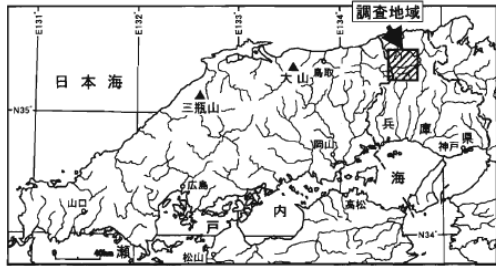 調査地域
E131°
E132°
E133°
E134°
日本海
大山
鳥取
三瓶山
N35°
兵庫県
岡山
神戸
広島
山口
高松
瀬戸内海
松山
N34°